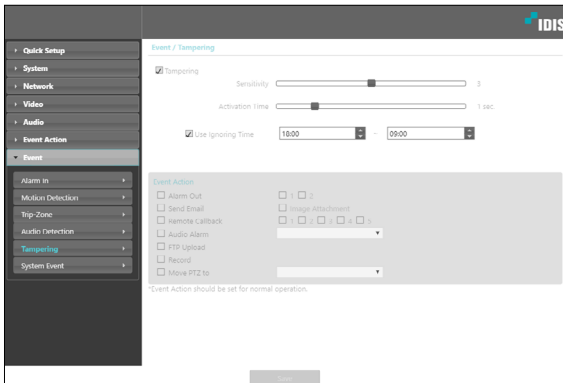 IDIS
Quick Setup
System
Network
Video
Audio
Event Action
Event
Alarm In
Motion Detection
Trip-Zone
Audio Detection
Tampering
System Event
Event / Tampering
Tampering
Sensitivity 3
Activation Time 1 sec
Use Ignoring Time 18:00 ~ 09:00
Event Action
Alarm Out 1 2
Send Email Image Attachment
Remote Callback 1 2 3 4 5
Audio Alarm
FTP Upload
Record
Move PTZ to
*Event Action should be set for normal operation.
Save